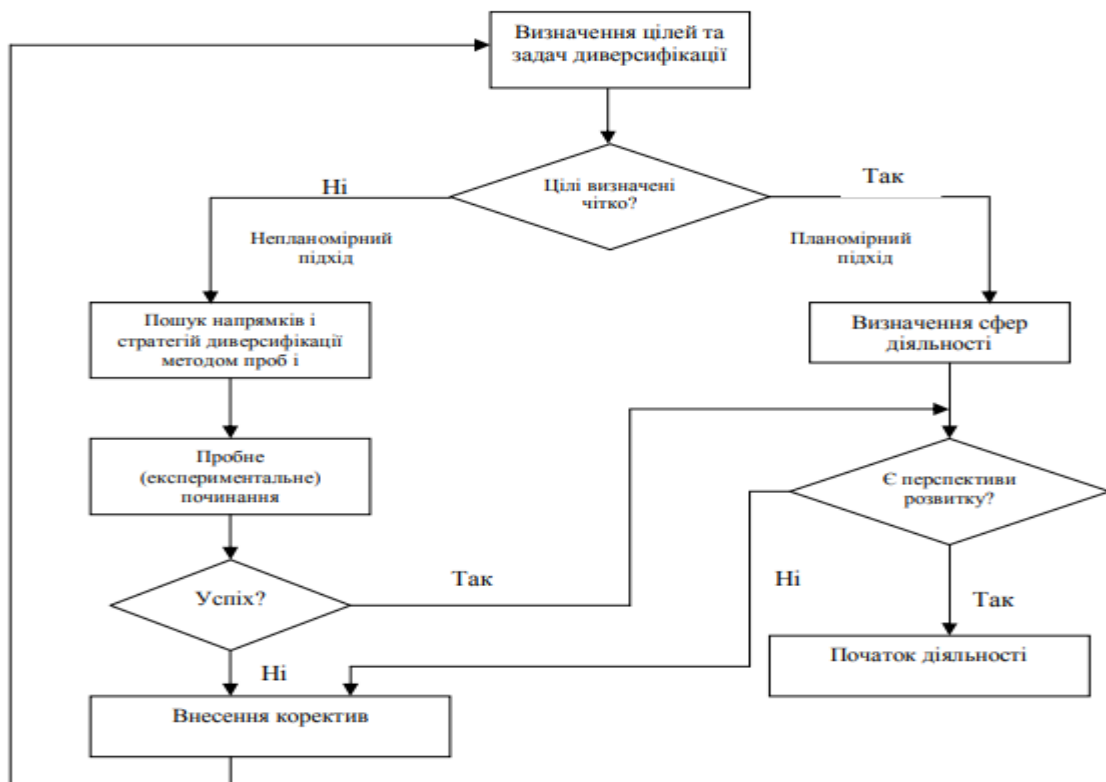 Визначення цілей та
задач диверсифікації
Цілі визначені
чітко?
Ні
Так
Непланомірний
підхід
Планомірний
підхід
Пошук напрямків і
стратегій диверсифікації
методом проб і
Визначення сфер
діяльності
Пробне
(експериментальне)
починання
Є перспективи
розвитку?
Успіх?
Так
Ні
Так
Ні
Початок діяльності
Внесення коректив